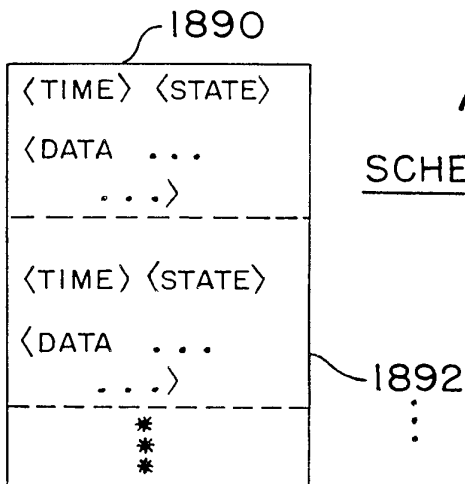 1890
⟨TIME⟩ ⟨STATE⟩
⟨DATA ...
...⟩
⟨TIME⟩ ⟨STATE⟩
⟨DATA ...
...⟩
1892
*
*
*
A
SCHE